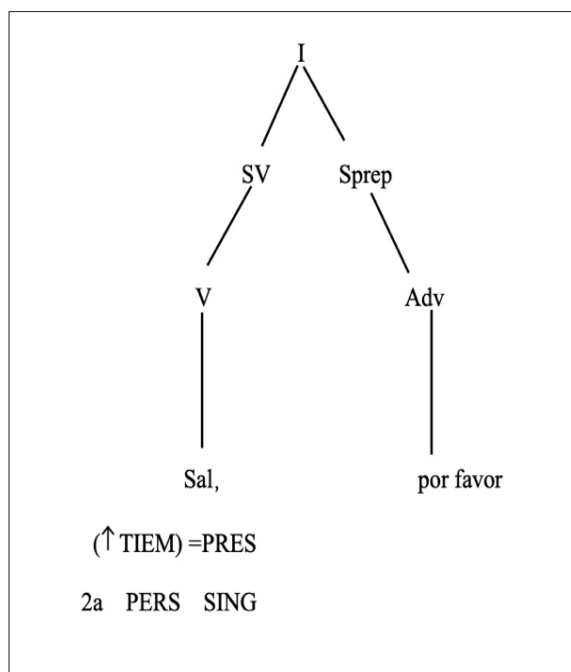 I
SV Sprep
V Adv
Sal, por favor
(↑ TIEM) =PRES
2a PERS SING